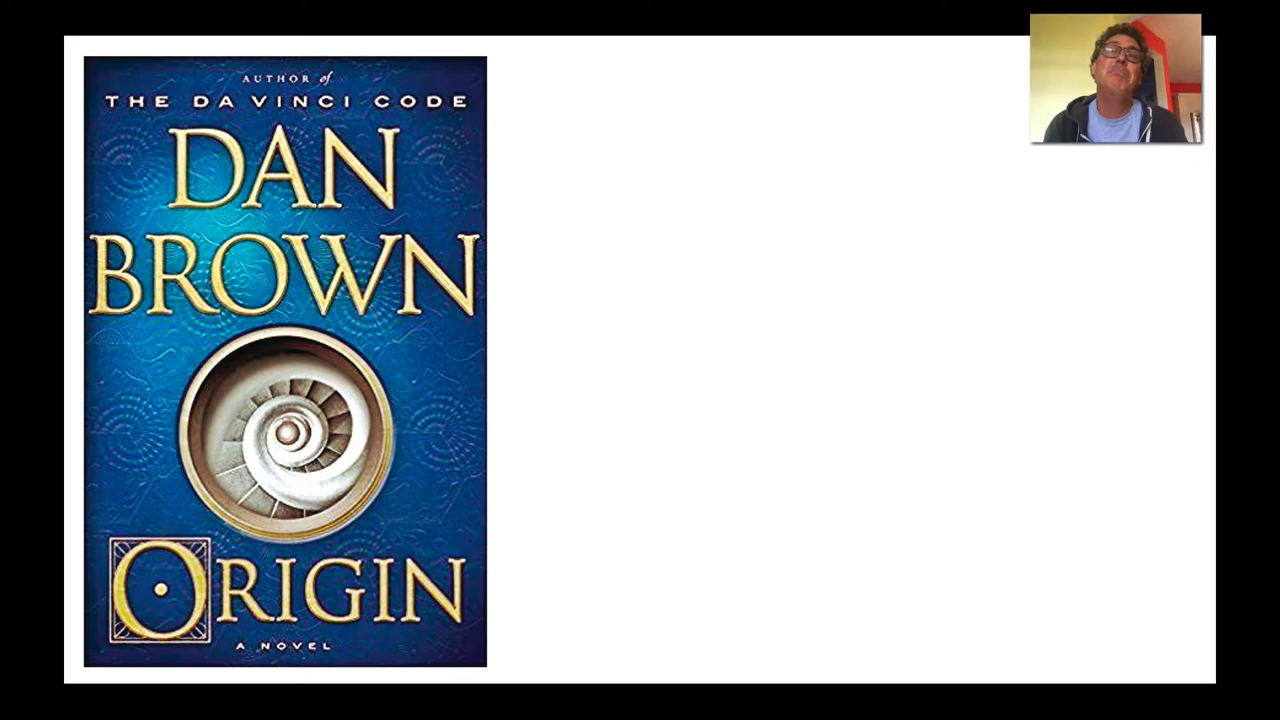 AUTHOR of
THE DA VINCI CODE
DAN
BROWN
ORIGIN
A NOVEL